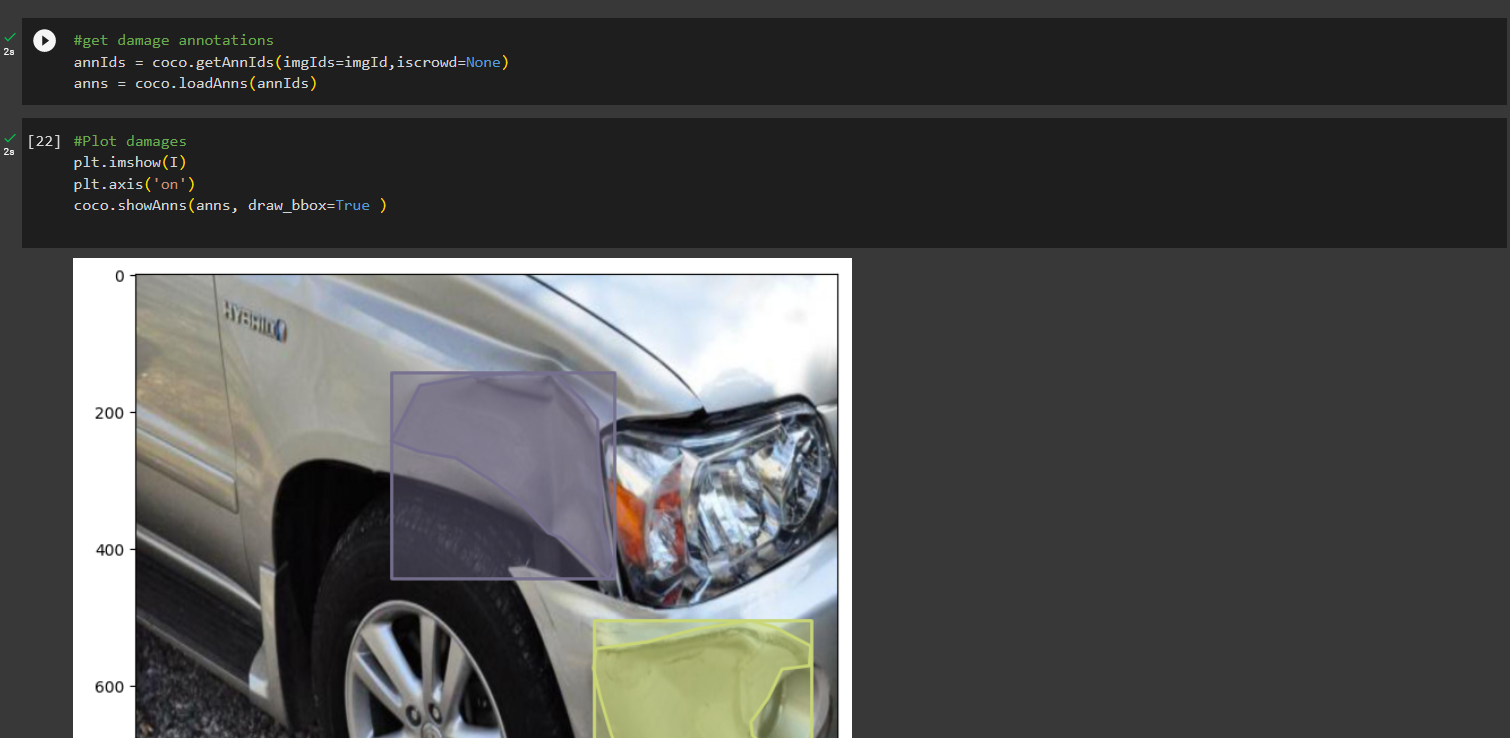 #get damage annotations
annIds = coco.getAnnIds(imgIds=imgId,iscrowd=None)
2s
anns = coco.loadAnns(annIds)
[22] #Plot damages
2s
plt.imshow(I)
plt.axis('on')
coco.showAnns(anns, draw_bbox=True )
0
HYBRID
200
400
600